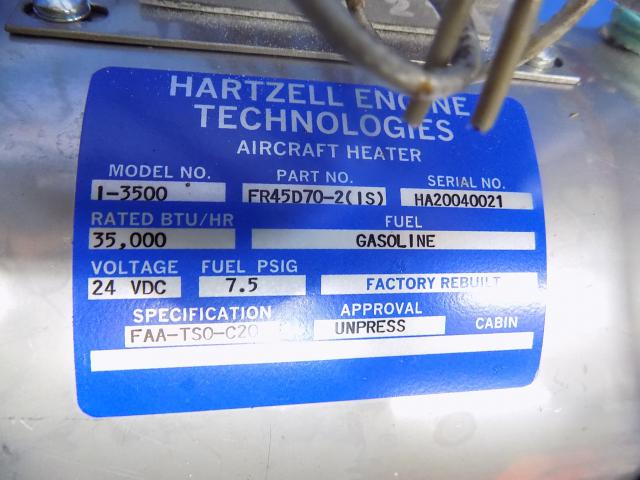 2
HARTZELL ENGINE
TECHNOLOGIES
AIRCRAFT HEATER
MODEL NO. PART NO. SERIAL NO.
I-3500 FR45D70-2(IS) HA20040021
RATED BTU/HR FUEL
35,000 GASOLINE
VOLTAGE FUEL PSIG
24 VDC 7.5 FACTORY REBUILT
SPECIFICATION APPROVAL
FAA-TSO-C20 UNPRESS CABIN